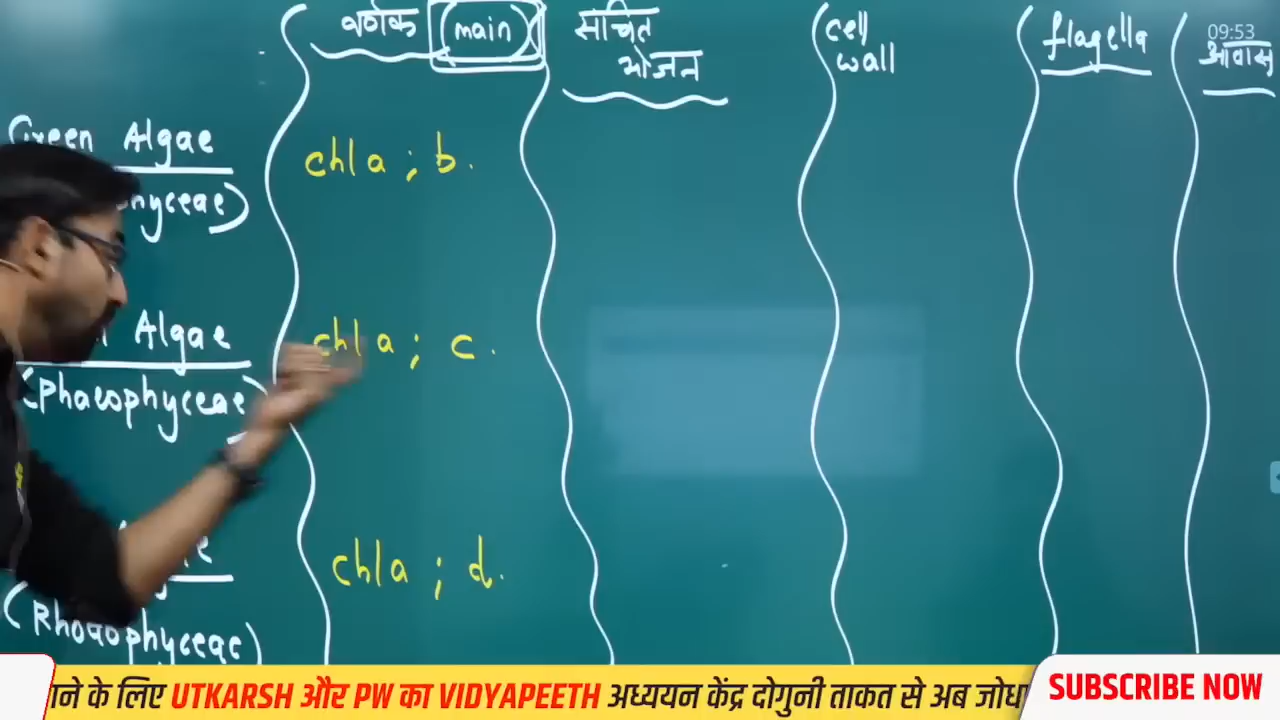 वर्णक (main)
संचित
भोजन
cell
wall
flagella
09:53
आवास
Green Algae
hyceae)
chl a ; b.
Algae
(Phaeophyceae)
chl a ; c.
chl a ; d.
(Rhodophyceae)
ाने के लिए UTKARSH और PW का VIDYAPEETH अध्ययन केंद्र दोगुनी ताकत से अब जोध
SUBSCRIBE NOW